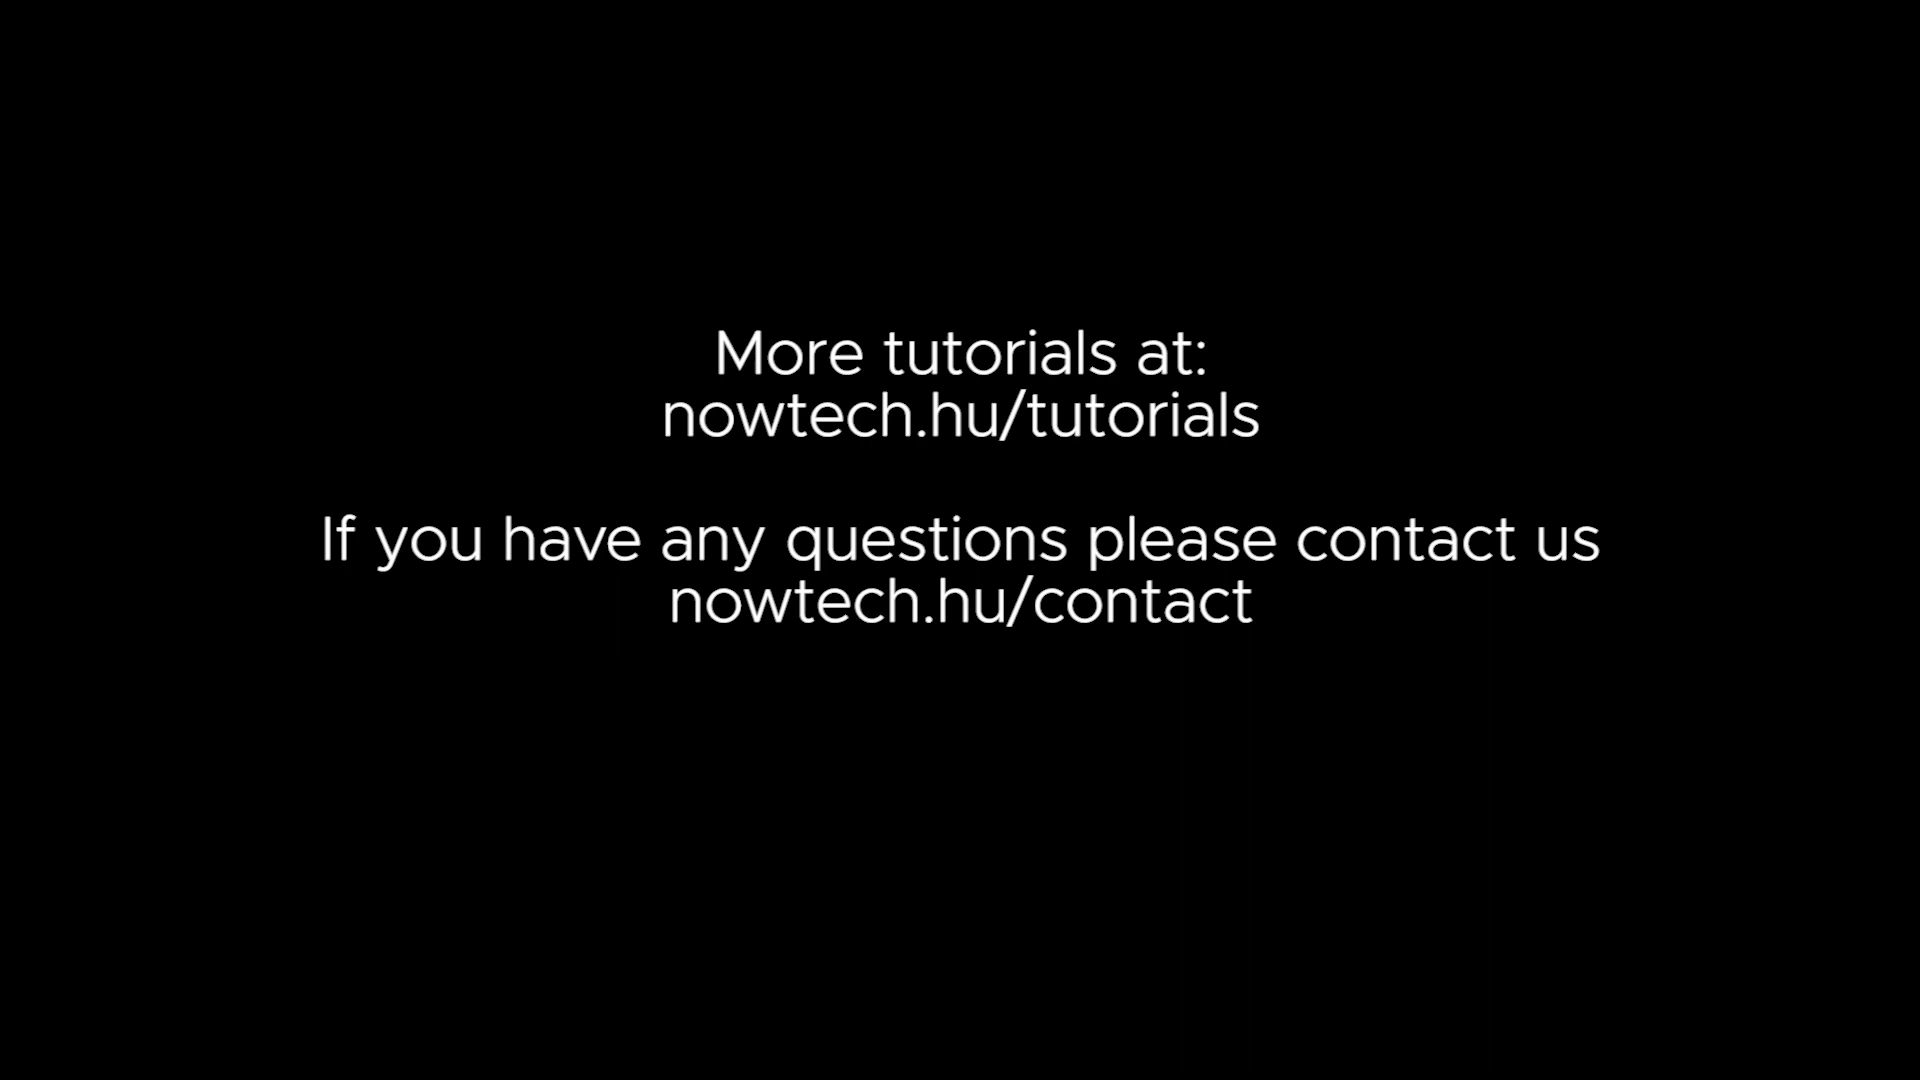 More tutorials at:
nowtech.hu/tutorials
If you have any questions please contact us
nowtech.hu/contact